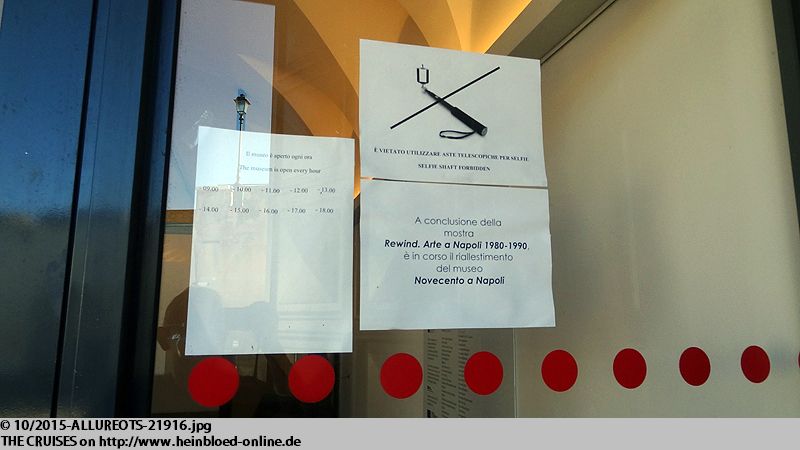 Il museo è aperto ogni ora
The museum is open every hour
- 09.00 - 10.00 - 11.00 - 12.00 - 13.00
- 14.00 - 15.00 - 16.00 - 17.00 - 18.00
È VIETATO UTILIZZARE ASTE TELESCOPICHE PER SELFIE
SELFIE SHAFT FORBIDDEN
A conclusione della
mostra
Rewind. Arte a Napoli 1980-1990,
è in corso il riallestimento
del museo
Novecento a Napoli
© 10/2015-ALLUREOTS-21916.jpg
THE CRUISES on http://www.heinbloed-online.de